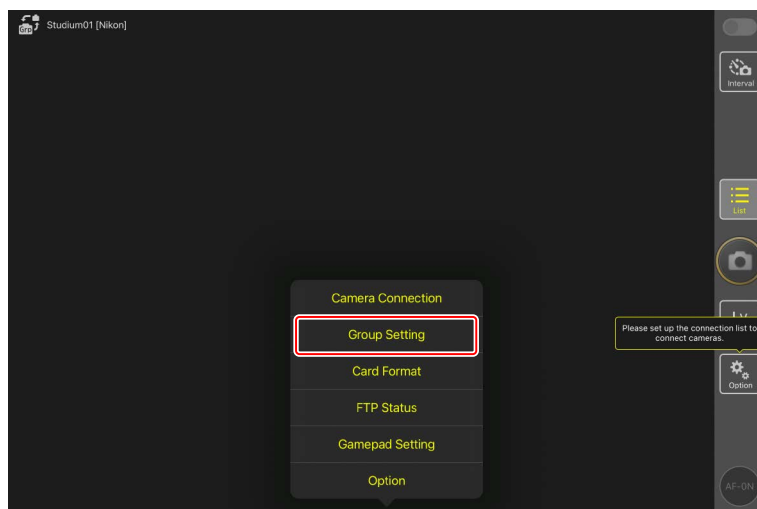 Grp
Studium01 [Nikon]
Interval
List
Camera Connection
Group Setting
Please set up the connection list to
connect cameras.
Card Format
Option
FTP Status
Gamepad Setting
Option
AF-ON